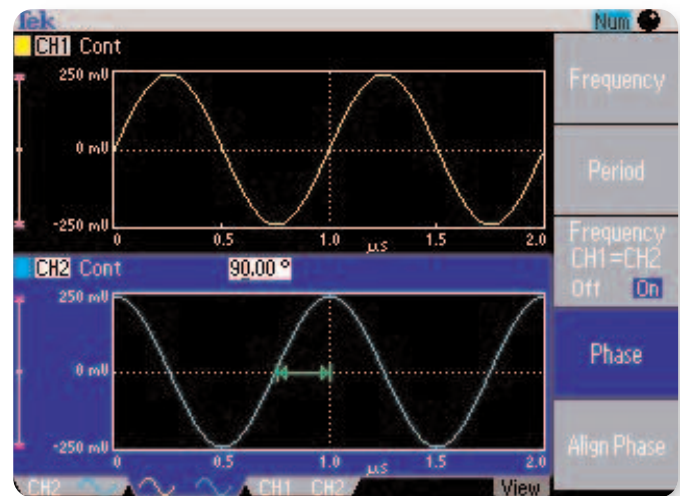 Tek
Num
CH1 Cont
250 mV
0 mV
-250 mV
0 0.5 1.0 µs 1.5 2.0
CH2 Cont 90.00 °
250 mV
0 mV
-250 mV
0 0.5 1.0 µs 1.5 2.0
CH2
CH1 CH2
View
Frequency
Period
Frequency
CH1=CH2
Off On
Phase
Align Phase